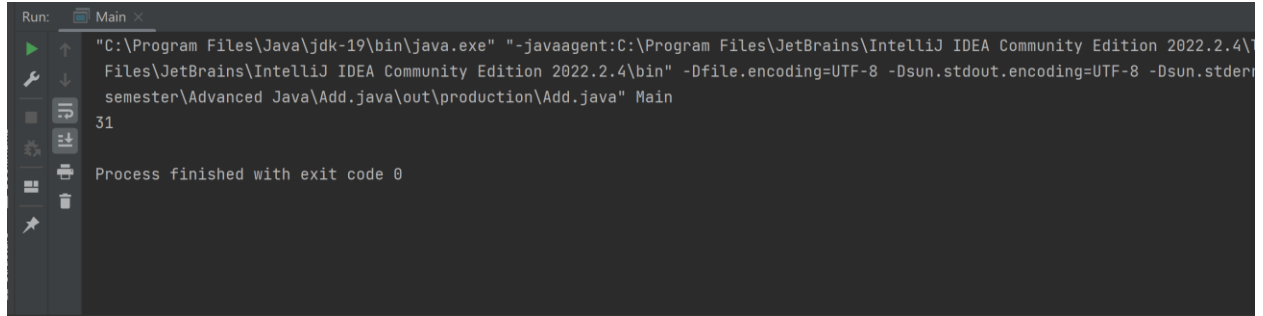 Run: Main ×
"C:\Program Files\Java\jdk-19\bin\java.exe" "-javaagent:C:\Program Files\JetBrains\IntelliJ IDEA Community Edition 2022.2.4\
Files\JetBrains\IntelliJ IDEA Community Edition 2022.2.4\bin" -Dfile.encoding=UTF-8 -Dsun.stdout.encoding=UTF-8 -Dsun.stder
semester\Advanced Java\Add.java\out\production\Add.java" Main
31
Process finished with exit code 0